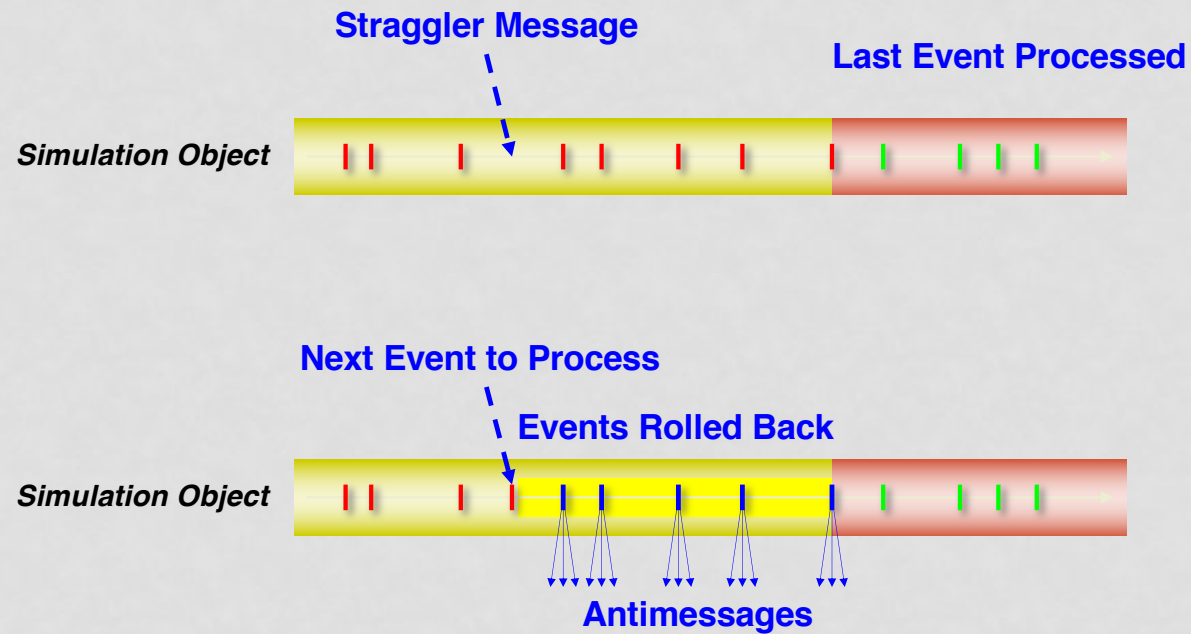 Straggler Message
Last Event Processed
Simulation Object
Next Event to Process
Events Rolled Back
Simulation Object
Antimessages